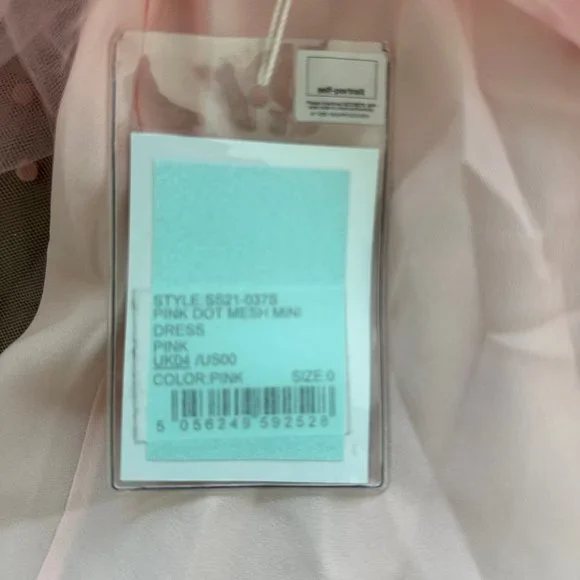 self-portrait
STYLE:SS21-037S
PINK DOT MESH MINI
DRESS
PINK
UK04 /US00
COLOR:PINK SIZE:0
5 056249 592528